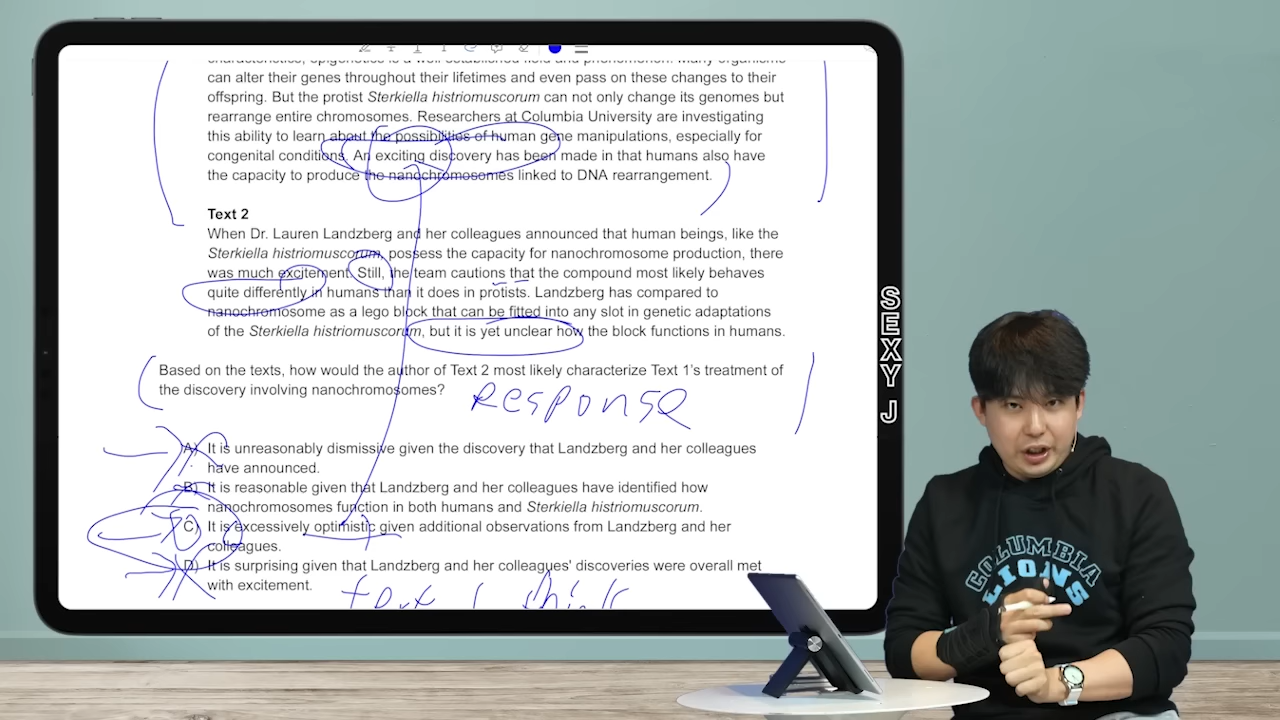 characteristics, epigenetics is a well established field and phenomenon. Many organisms
can alter their genes throughout their lifetimes and even pass on these changes to their
offspring. But the protist Sterkiella histriomuscorum can not only change its genomes but
rearrange entire chromosomes. Researchers at Columbia University are investigating
this ability to learn about the possibilities of human gene manipulations, especially for
congenital conditions. An exciting discovery has been made in that humans also have
the capacity to produce the nanochromosomes linked to DNA rearrangement.
Text 2
When Dr. Lauren Landzberg and her colleagues announced that human beings, like the
Sterkiella histriomuscorum, possess the capacity for nanochromosome production, there
was much excitement. Still, the team cautions that the compound most likely behaves
quite differently in humans than it does in protists. Landzberg has compared to
nanochromosome as a lego block that can be fitted into any slot in genetic adaptations
of the Sterkiella histriomuscorum, but it is yet unclear how the block functions in humans.
Based on the texts, how would the author of Text 2 most likely characterize Text 1's treatment of
the discovery involving nanochromosomes?
Response
A) It is unreasonably dismissive given the discovery that Landzberg and her colleagues
have announced.
B) It is reasonable given that Landzberg and her colleagues have identified how
nanochromosomes function in both humans and Sterkiella histriomuscorum.
C) It is excessively optimistic given additional observations from Landzberg and her
colleagues.
D) It is surprising given that Landzberg and her colleagues' discoveries were overall met
with excitement.
text 1 think
SEXY J
COLUMBIA
LIONS